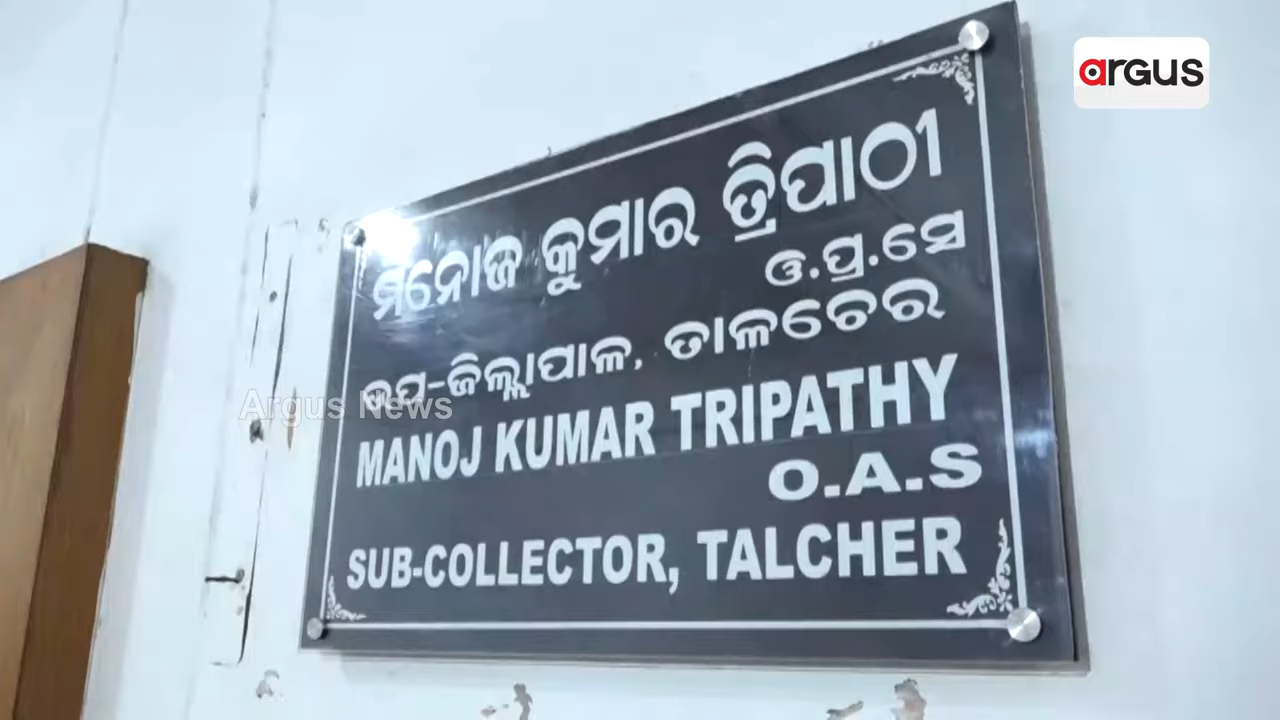 argus
ମନୋଜ କୁମାର ତ୍ରିପାଠୀ
ଓ.ପ୍ର.ସେ
ଉପ-ଜିଲ୍ଲାପାଳ, ତାଳଚେର
Argus News
MANOJ KUMAR TRIPATHY
O.A.S
SUB-COLLECTOR, TALCHER